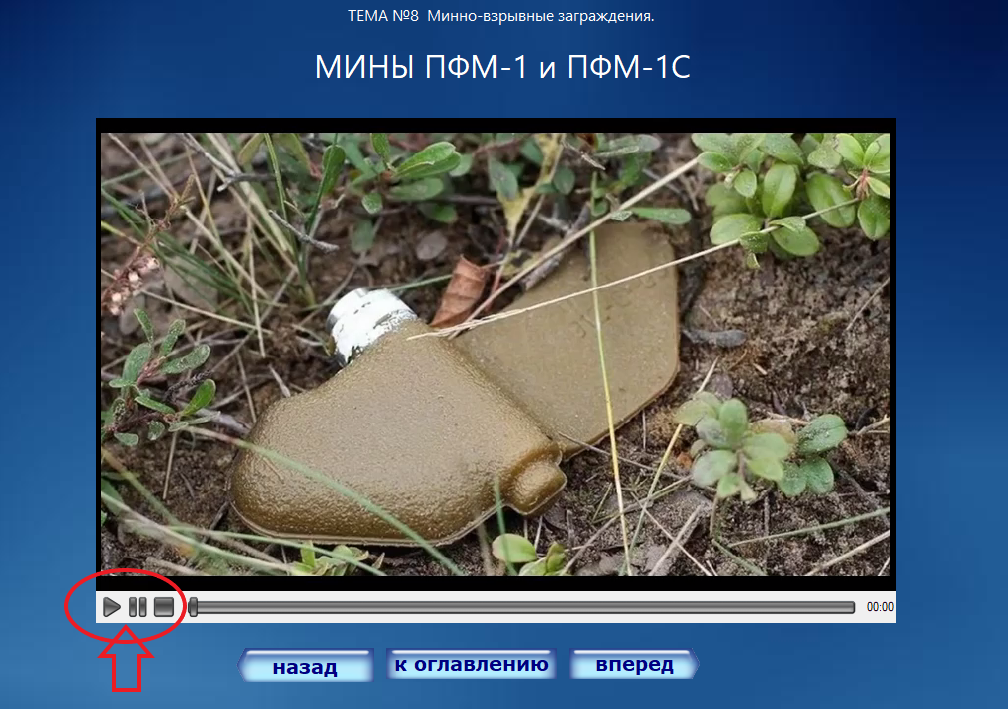 ТЕМА №8 Минно-взрывные заграждения.
МИНЫ ПФМ-1 и ПФМ-1С
00:00
назад
к оглавлению
вперед